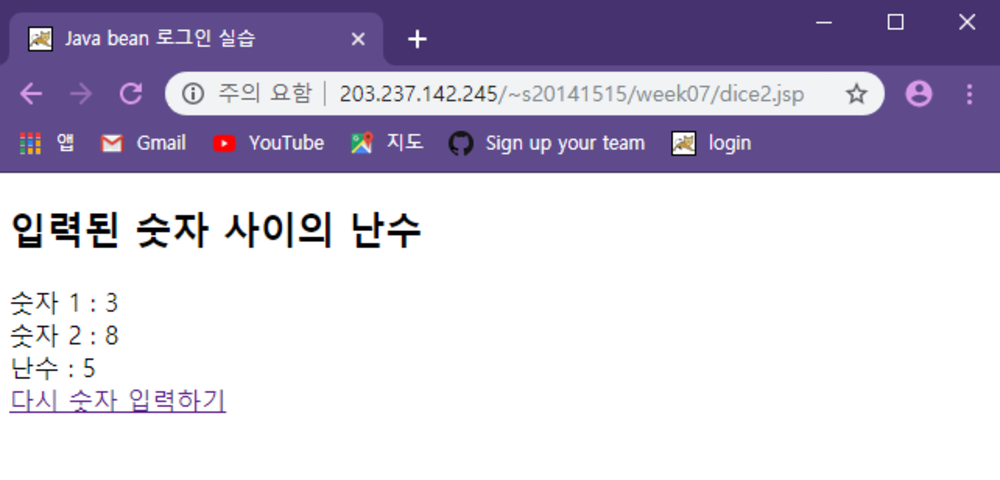 Java bean 로그인 실습
주의 요함 | 203.237.142.245/~s20141515/week07/dice2.jsp
앱 Gmail YouTube 지도 Sign up your team login
입력된 숫자 사이의 난수
숫자 1 : 3
숫자 2 : 8
난수 : 5
다시 숫자 입력하기